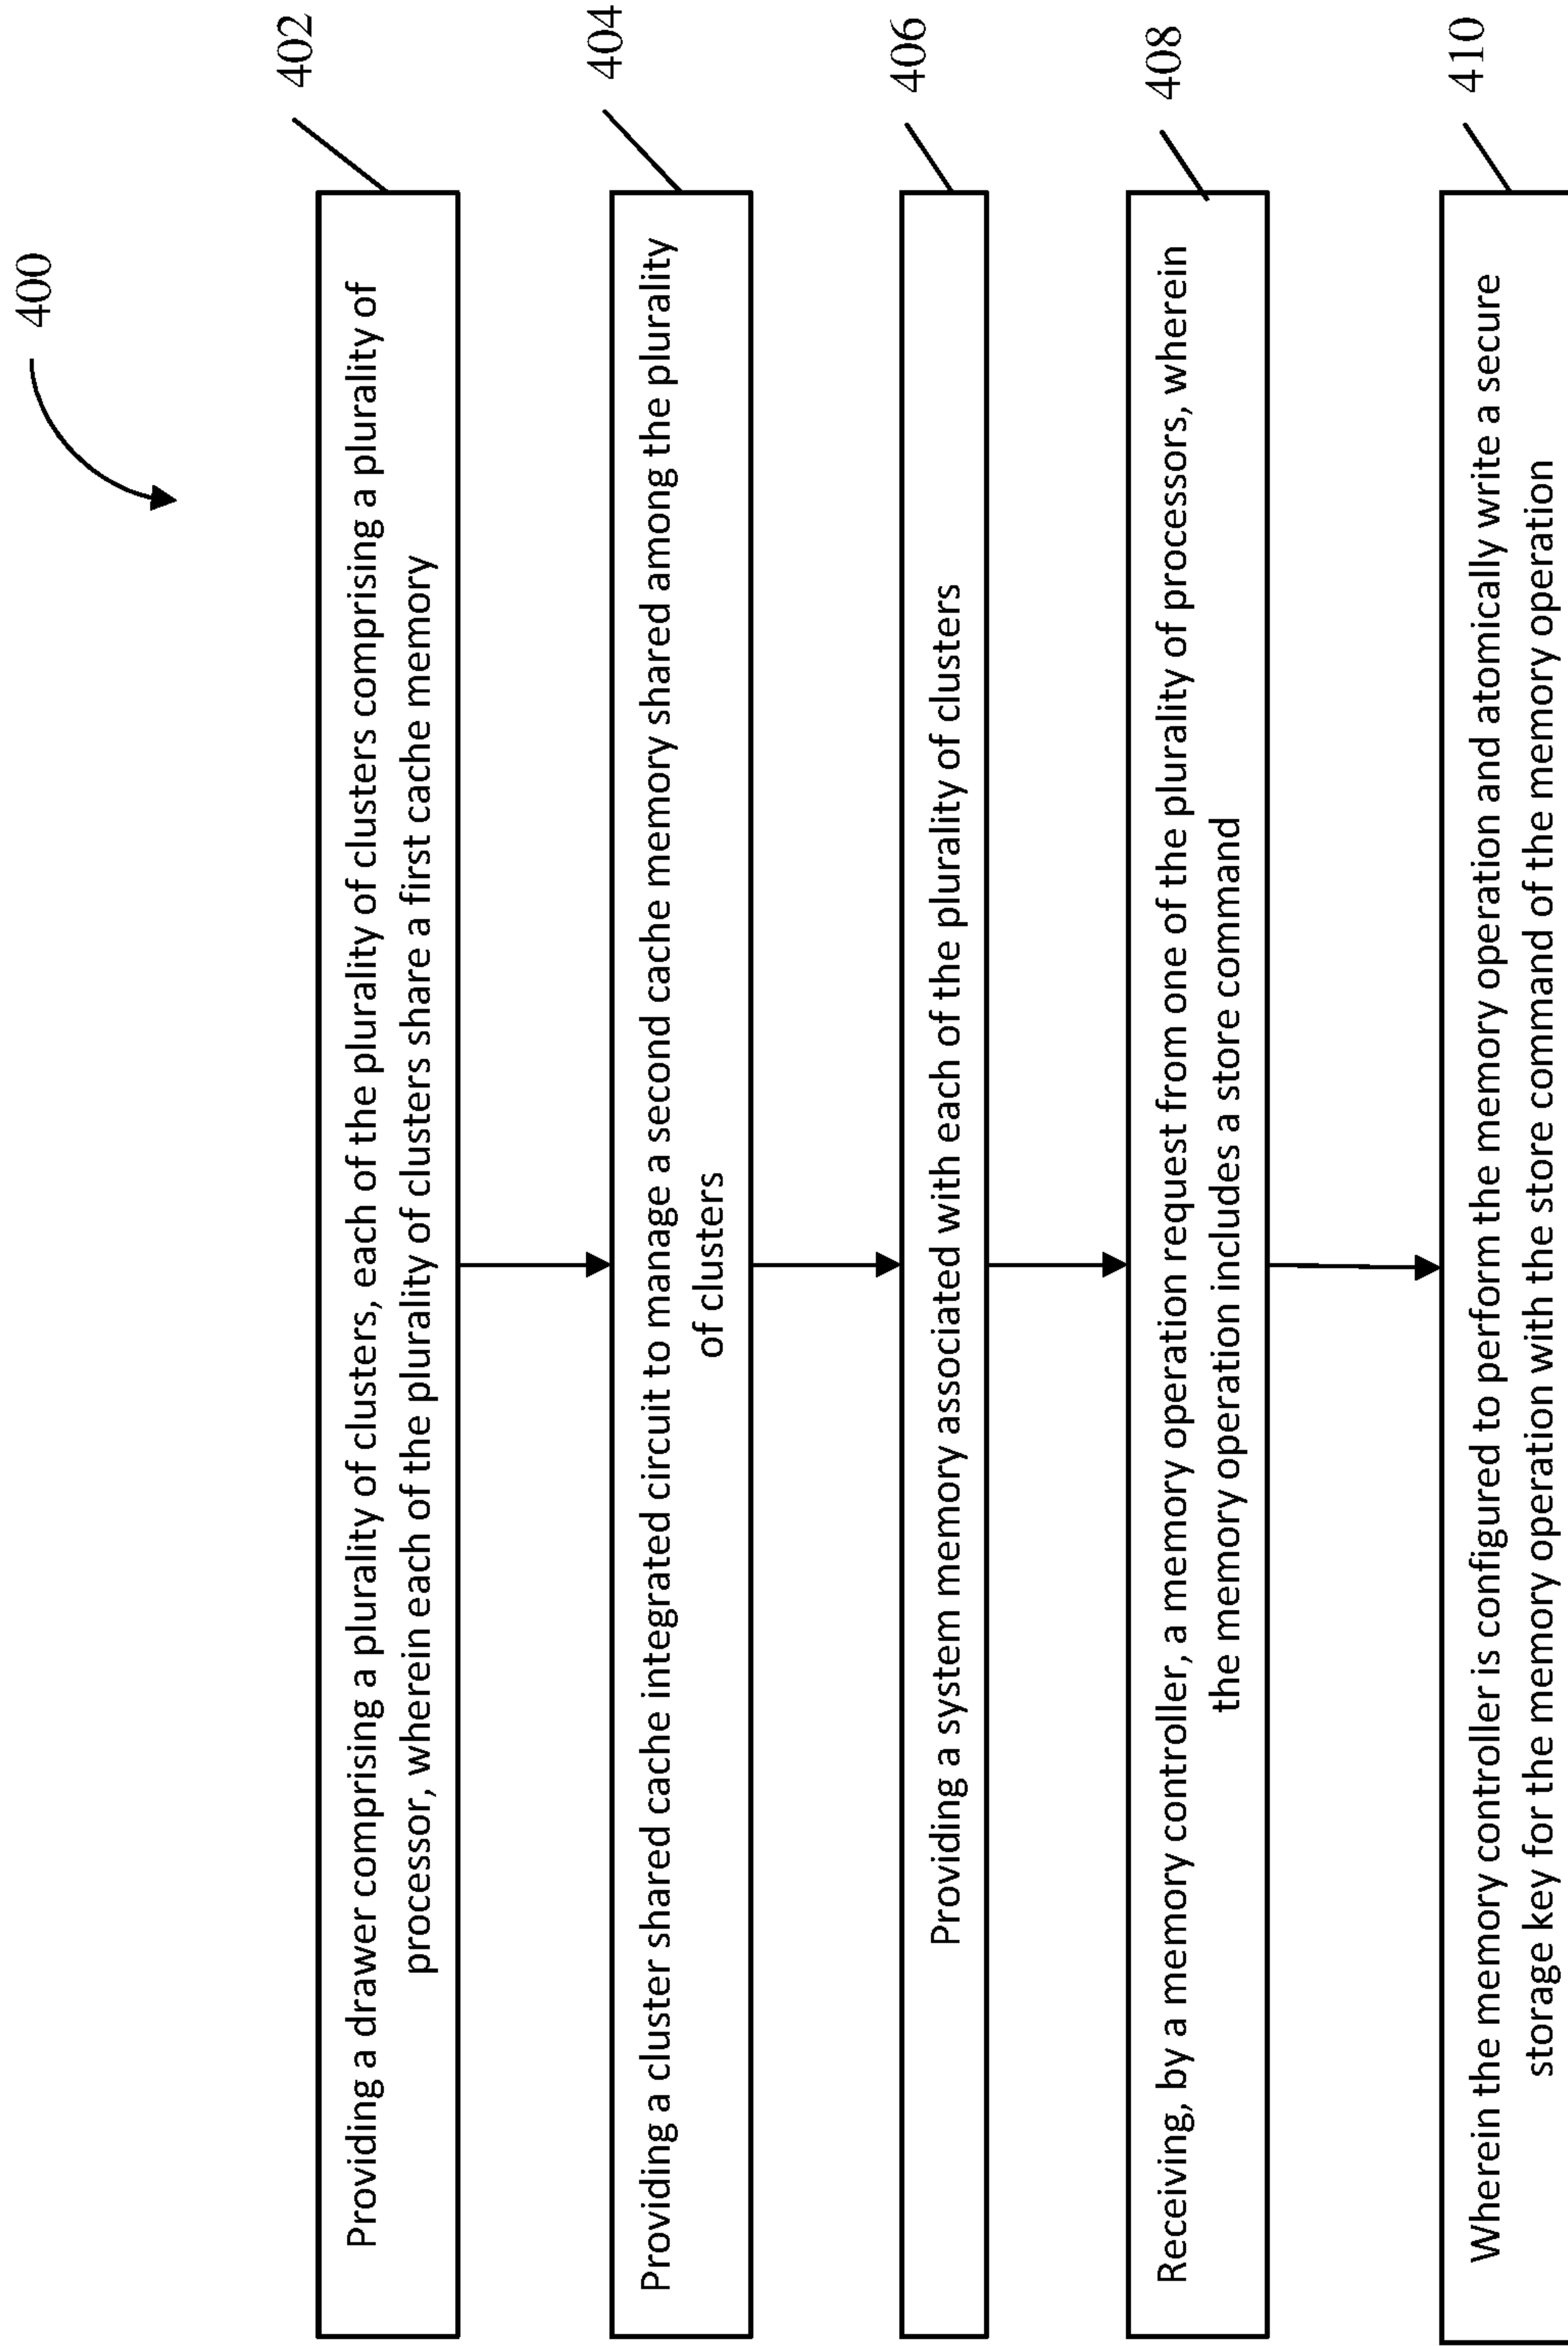 400
402
Providing a drawer comprising a plurality of clusters, each of the plurality of clusters comprising a plurality of
processor, wherein each of the plurality of clusters share a first cache memory
404
Providing a cluster shared cache integrated circuit to manage a second cache memory shared among the plurality
of clusters
406
Providing a system memory associated with each of the plurality of clusters
408
Receiving, by a memory controller, a memory operation request from one of the plurality of processors, wherein
the memory operation includes a store command
410
Wherein the memory controller is configured to perform the memory operation and atomically write a secure
storage key for the memory operation with the store command of the memory operation